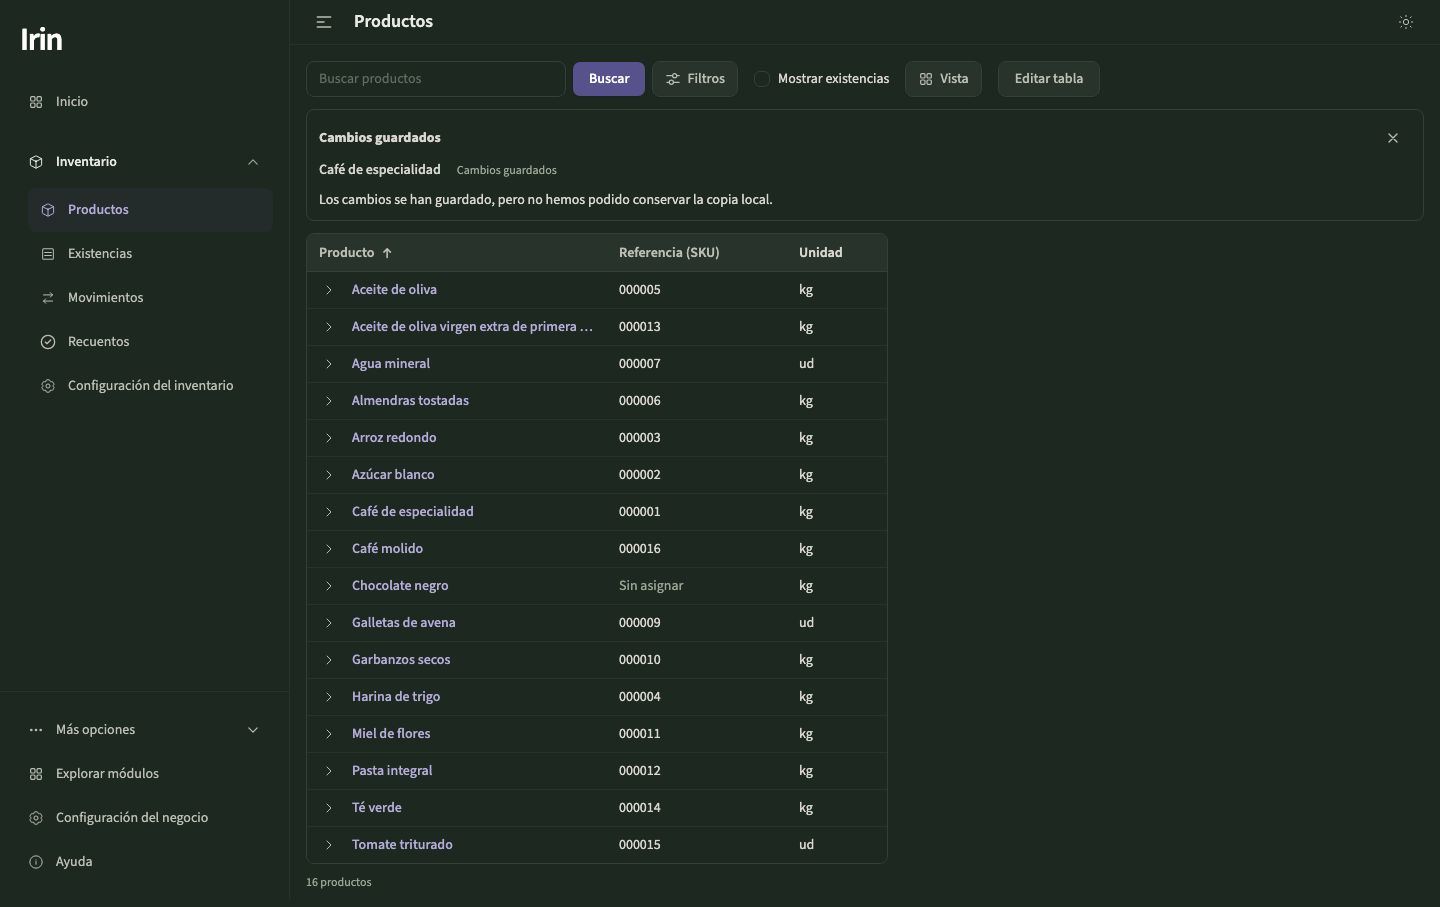 Irin
Inicio
Inventario
Productos
Existencias
Movimientos
Recuentos
Configuración del inventario
Más opciones
Explorar módulos
Configuración del negocio
Ayuda
Productos
Buscar productos Buscar Filtros Mostrar existencias Vista Editar tabla
Cambios guardados
Café de especialidad Cambios guardados
Los cambios se han guardado, pero no hemos podido conservar la copia local.
Producto Referencia (SKU) Unidad
Aceite de oliva 000005 kg
Aceite de oliva virgen extra de primera ... 000013 kg
Agua mineral 000007 ud
Almendras tostadas 000006 kg
Arroz redondo 000003 kg
Azúcar blanco 000002 kg
Café de especialidad 000001 kg
Café molido 000016 kg
Chocolate negro Sin asignar kg
Galletas de avena 000009 ud
Garbanzos secos 000010 kg
Harina de trigo 000004 kg
Miel de flores 000011 kg
Pasta integral 000012 kg
Té verde 000014 kg
Tomate triturado 000015 ud
16 productos